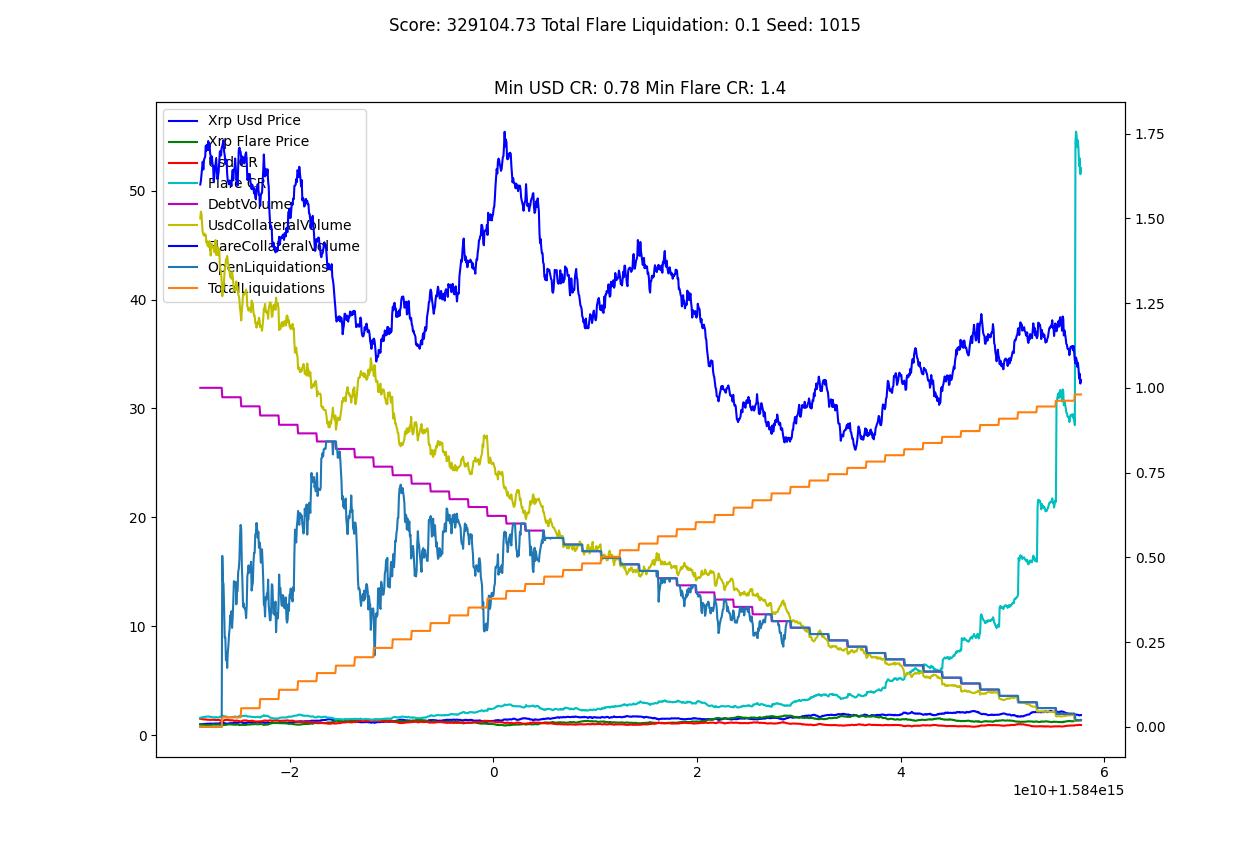 Score: 329104.73 Total Flare Liquidation: 0.1 Seed: 1015
Min USD CR: 0.78 Min Flare CR: 1.4
Xrp Usd Price
Xrp Flare Price
Usd CR
Flare CR
DebtVolume
UsdCollateralVolume
FlareCollateralVolume
OpenLiquidations
TotalLiquidations
50
40
30
20
10
0
1.75
1.50
1.25
1.00
0.75
0.50
0.25
0.00
−2
0
2
4
6
1e10+1.584e15